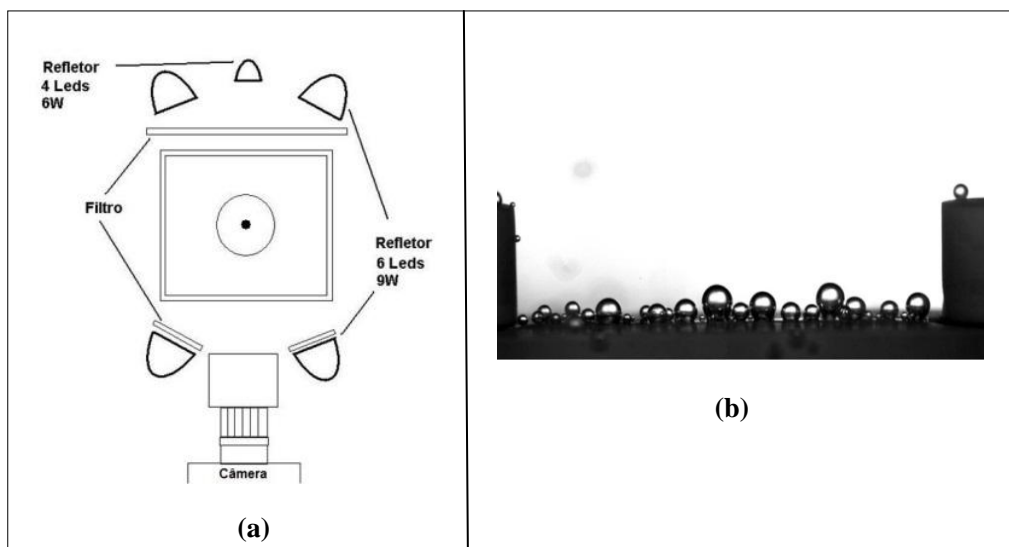 Refletor
4 Leds
6W
Filtro
Refletor
6 Leds
9W
Câmera
(a)
(b)